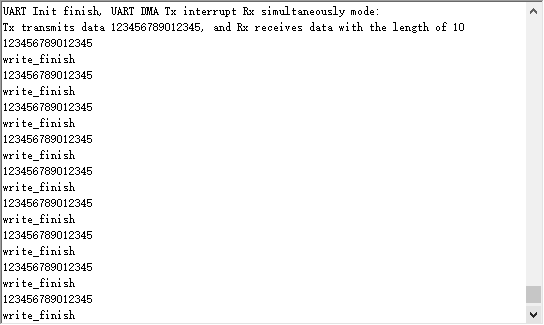 UART Init finish, UART DMA Tx interrupt Rx simultaneously mode:
Tx transmits data 123456789012345, and Rx receives data with the length of 10
123456789012345
write_finish
123456789012345
write_finish
123456789012345
write_finish
123456789012345
write_finish
123456789012345
write_finish
123456789012345
write_finish
123456789012345
write_finish
123456789012345
write_finish
123456789012345
write_finish